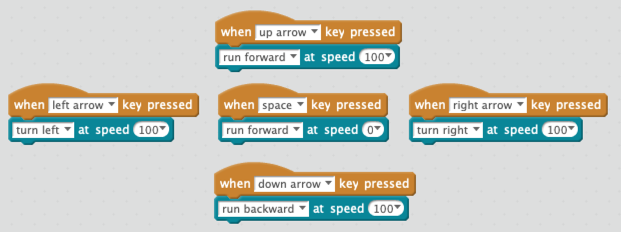 when up arrow key pressed
run forward at speed 100
when left arrow key pressed
turn left at speed 100
when space key pressed
run forward at speed 0
when right arrow key pressed
turn right at speed 100
when down arrow key pressed
run backward at speed 100